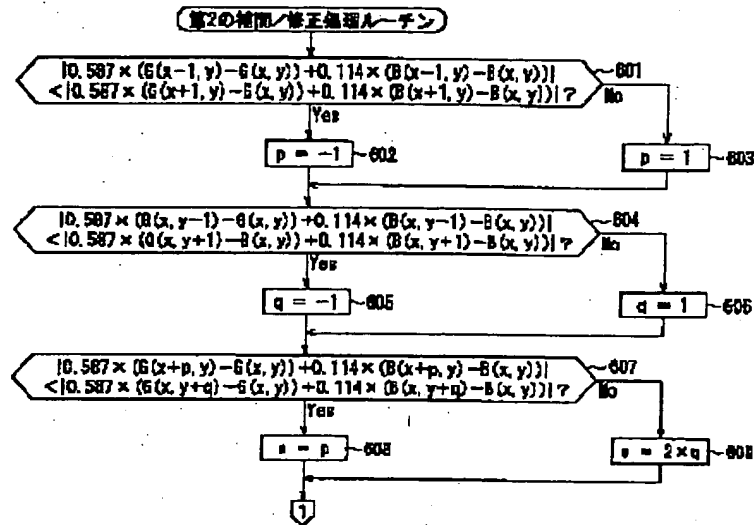 第2の補間/修正処理ルーチン
|0.587×(G(x-1, y)-G(x, y))+0.114×(B(x-1, y)-B(x, y))|
<|0.587×(G(x+1, y)-G(x, y))+0.114×(B(x+1, y)-B(x, y))|?
601
Yes
No
p = -1
602
p = 1
603
|0.587×(G(x, y-1)-G(x, y))+0.114×(B(x, y-1)-B(x, y))|
<|0.587×(G(x, y+1)-G(x, y))+0.114×(B(x, y+1)-B(x, y))|?
604
Yes
No
q = -1
605
q = 1
606
|0.587×(G(x+p, y)-G(x, y))+0.114×(B(x+p, y)-B(x, y))|
<|0.587×(G(x, y+q)-G(x, y))+0.114×(B(x, y+q)-B(x, y))|?
607
Yes
No
s = p
608
s = 2×q
609
1